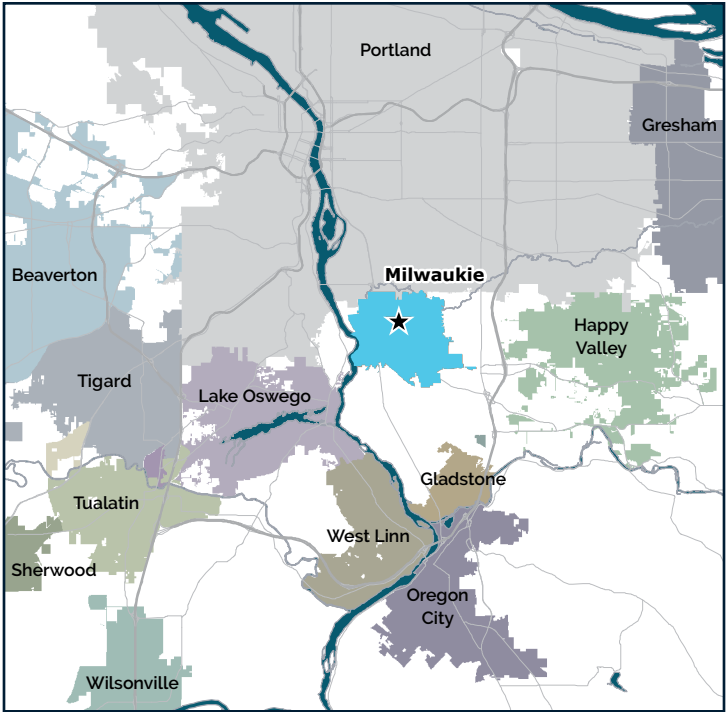 Portland
Gresham
Milwaukie
Beaverton
Happy
Valley
Tigard
Lake Oswego
Gladstone
Tualatin
West Linn
Sherwood
Oregon
City
Wilsonville